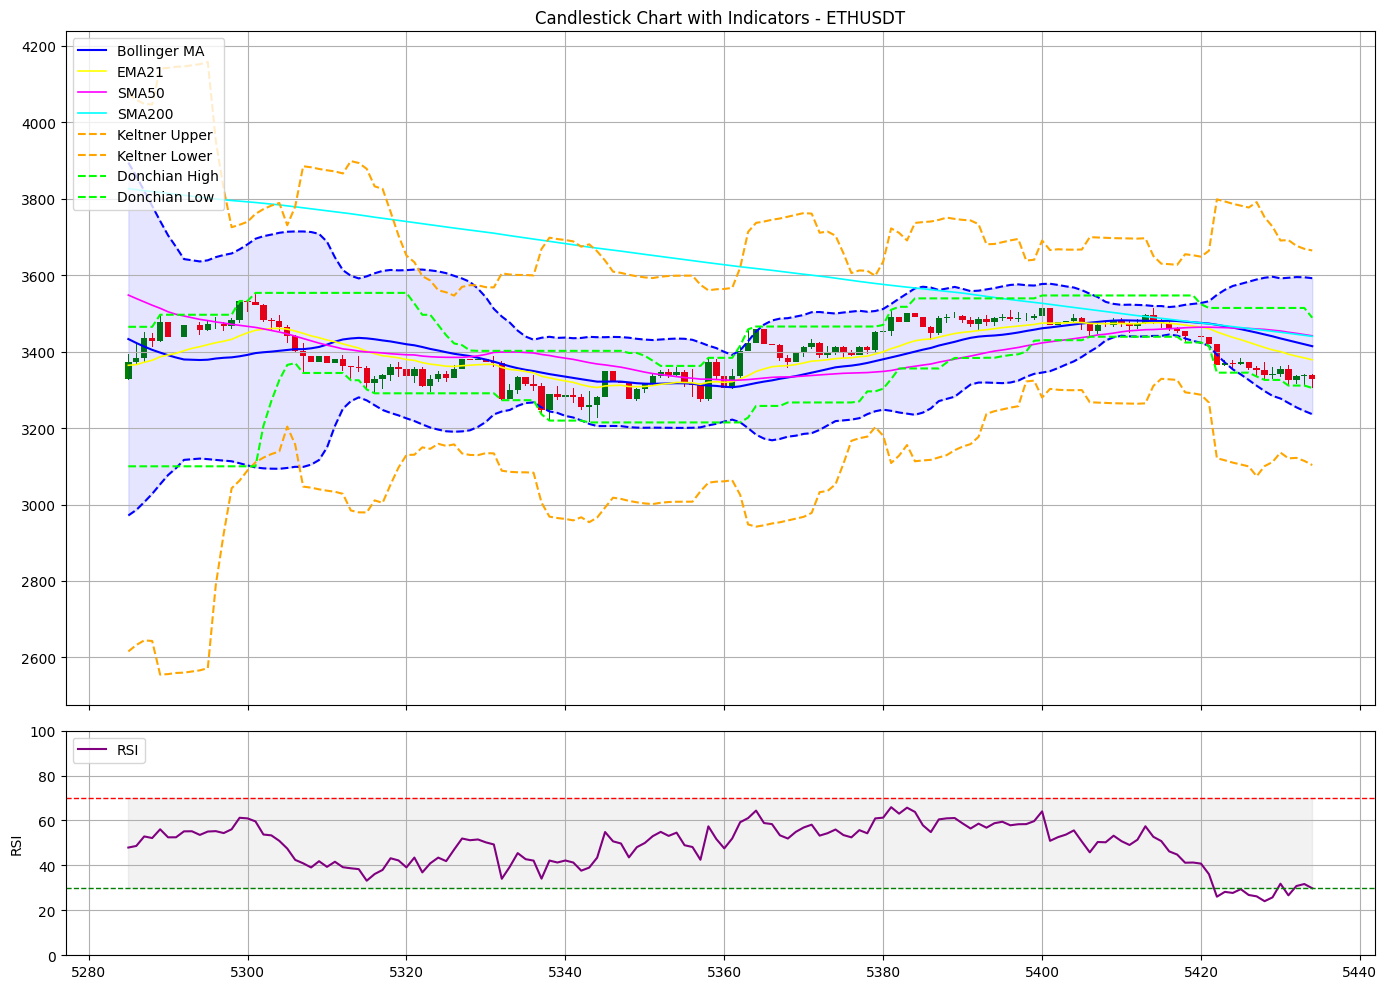 Candlestick Chart with Indicators - ETHUSDT
4200
4000
3800
3600
3400
3200
3000
2800
2600
Bollinger MA
EMA21
SMA50
SMA200
Keltner Upper
Keltner Lower
Donchian High
Donchian Low
100
80
60
40
20
0
RSI
RSI
5280
5300
5320
5340
5360
5380
5400
5420
5440